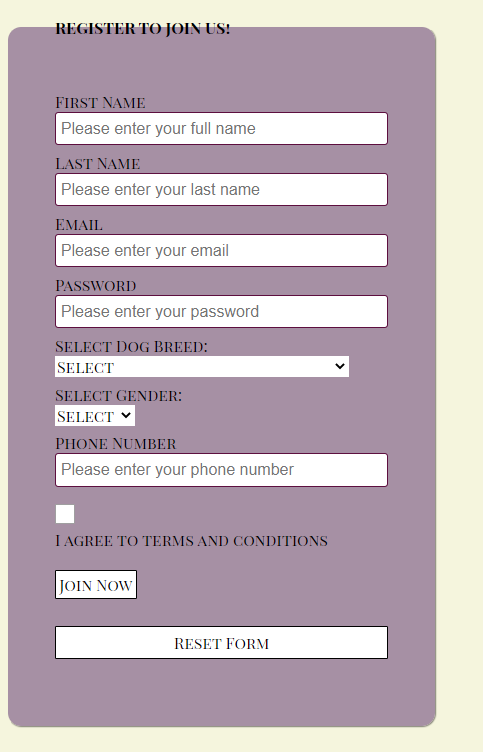 REGISTER TO JOIN US!
First Name
Please enter your full name
Last Name
Please enter your last name
Email
Please enter your email
Password
Please enter your password
Select Dog Breed:
Select
Select Gender:
Select
Phone Number
Please enter your phone number
I agree to terms and conditions
Join Now
Reset Form